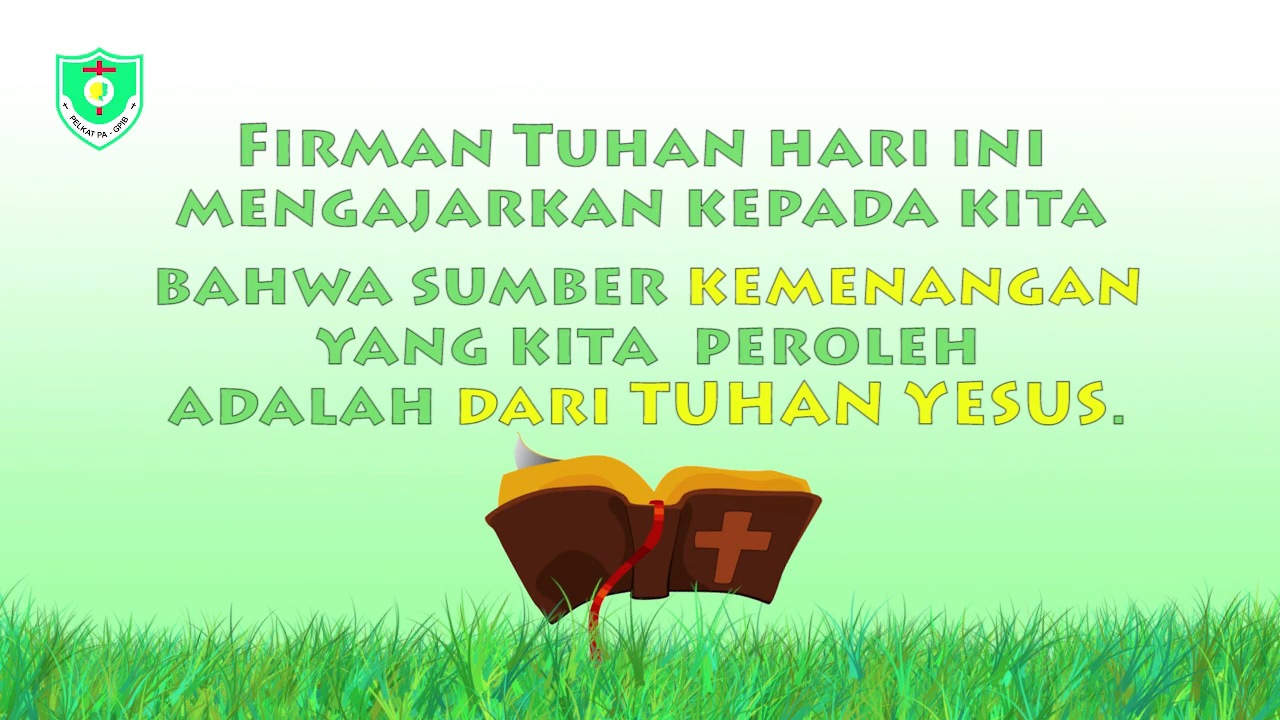 PELKAT PA - GPIB
FIRMAN TUHAN HARI INI
MENGAJARKAN KEPADA KITA
BAHWA SUMBER KEMENANGAN
YANG KITA PEROLEH
ADALAH DARI TUHAN YESUS.